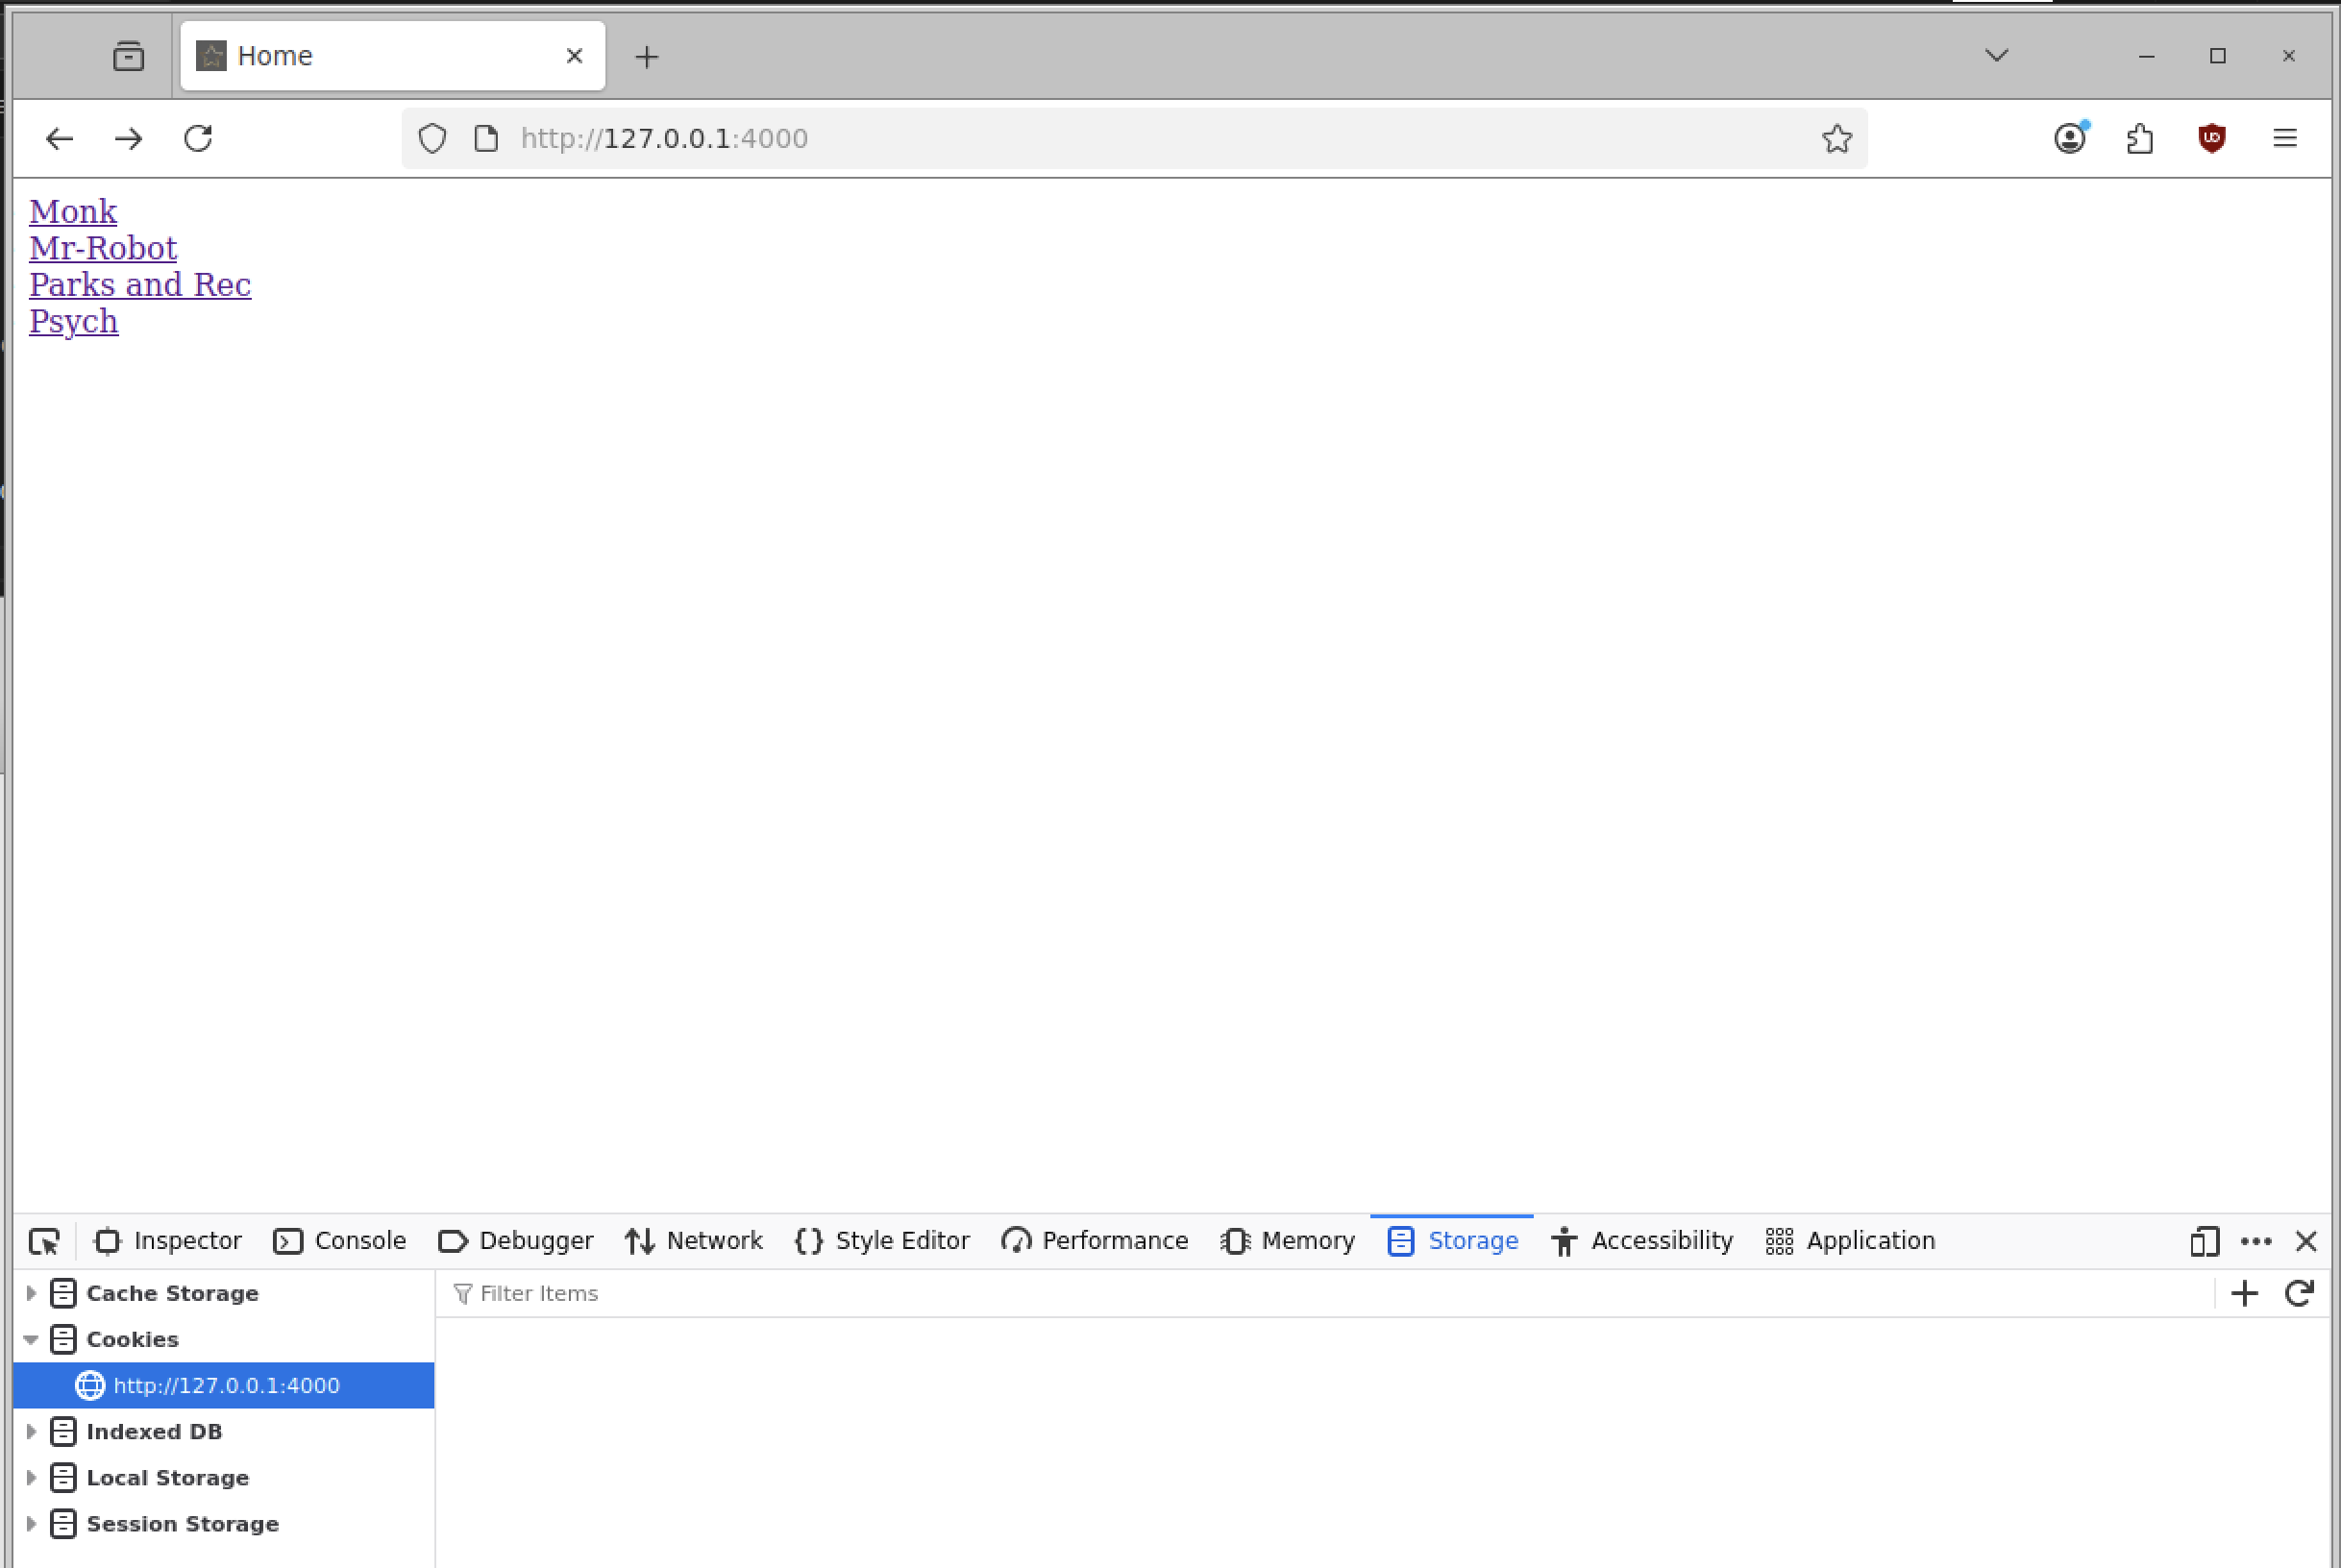 Home
http://127.0.0.1:4000
Monk
Mr-Robot
Parks and Rec
Psych
Inspector Console Debugger Network Style Editor Performance Memory Storage Accessibility Application
Cache Storage
Filter Items
Cookies
http://127.0.0.1:4000
Indexed DB
Local Storage
Session Storage